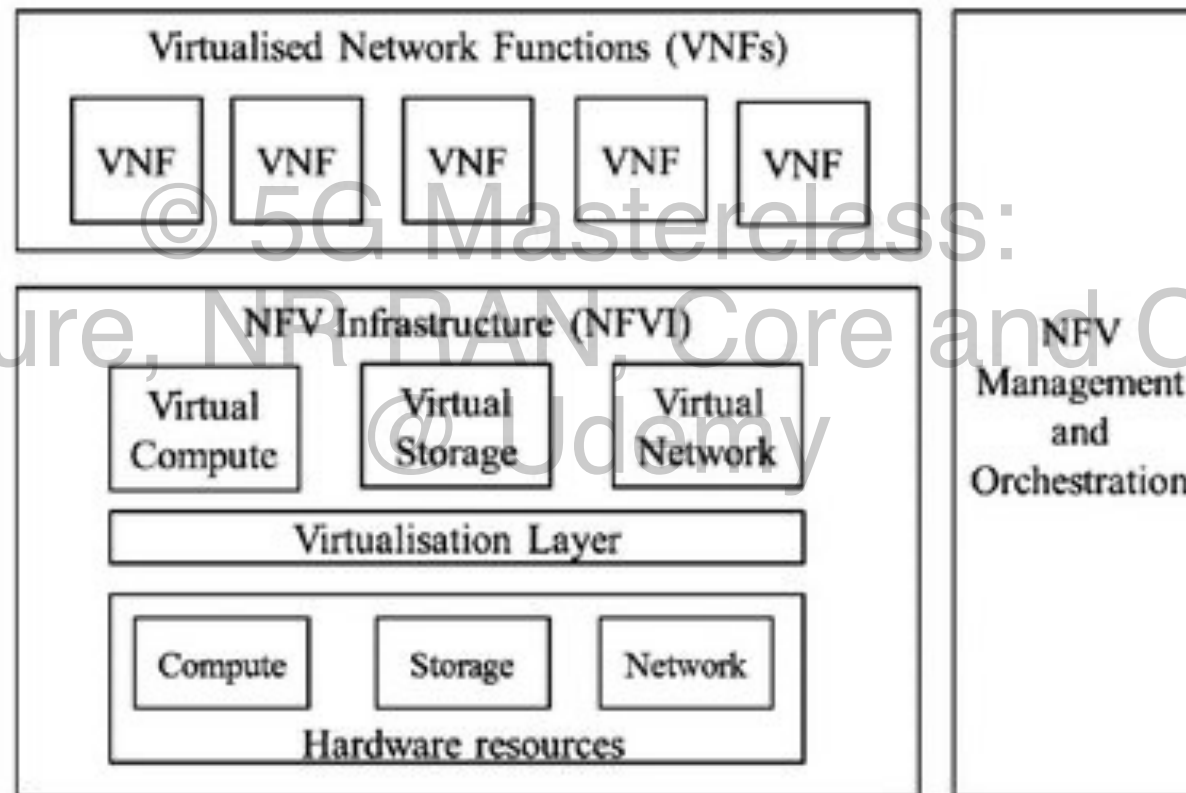 Virtualised Network Functions (VNFs)
VNF VNF VNF VNF VNF
© 5G Masterclass:
ure, NR RAN, Core and O
© Udemy
NFV Infrastructure (NFVI)
Virtual
Compute
Virtual
Storage
Virtual
Network
Virtualisation Layer
Compute Storage Network
Hardware resources
NFV
Management
and
Orchestration